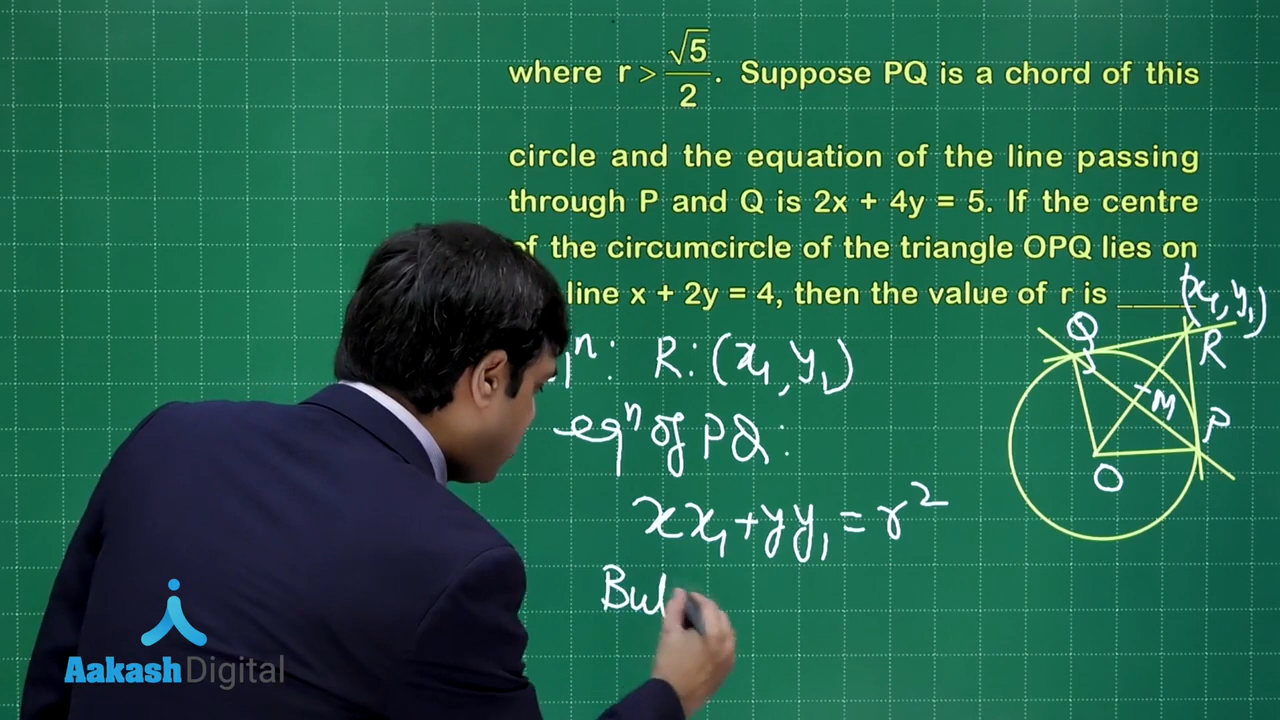 where r > √5/2. Suppose PQ is a chord of this
circle and the equation of the line passing
through P and Q is 2x + 4y = 5. If the centre
of the circumcircle of the triangle OPQ lies on
line x + 2y = 4, then the value of r is _____
(x₁, y₁)
Q
R
M
P
O
ⁿ: R: (x₁, y₁)
eqⁿ of PQ:
xx₁ + yy₁ = r²
But
Aakash Digital